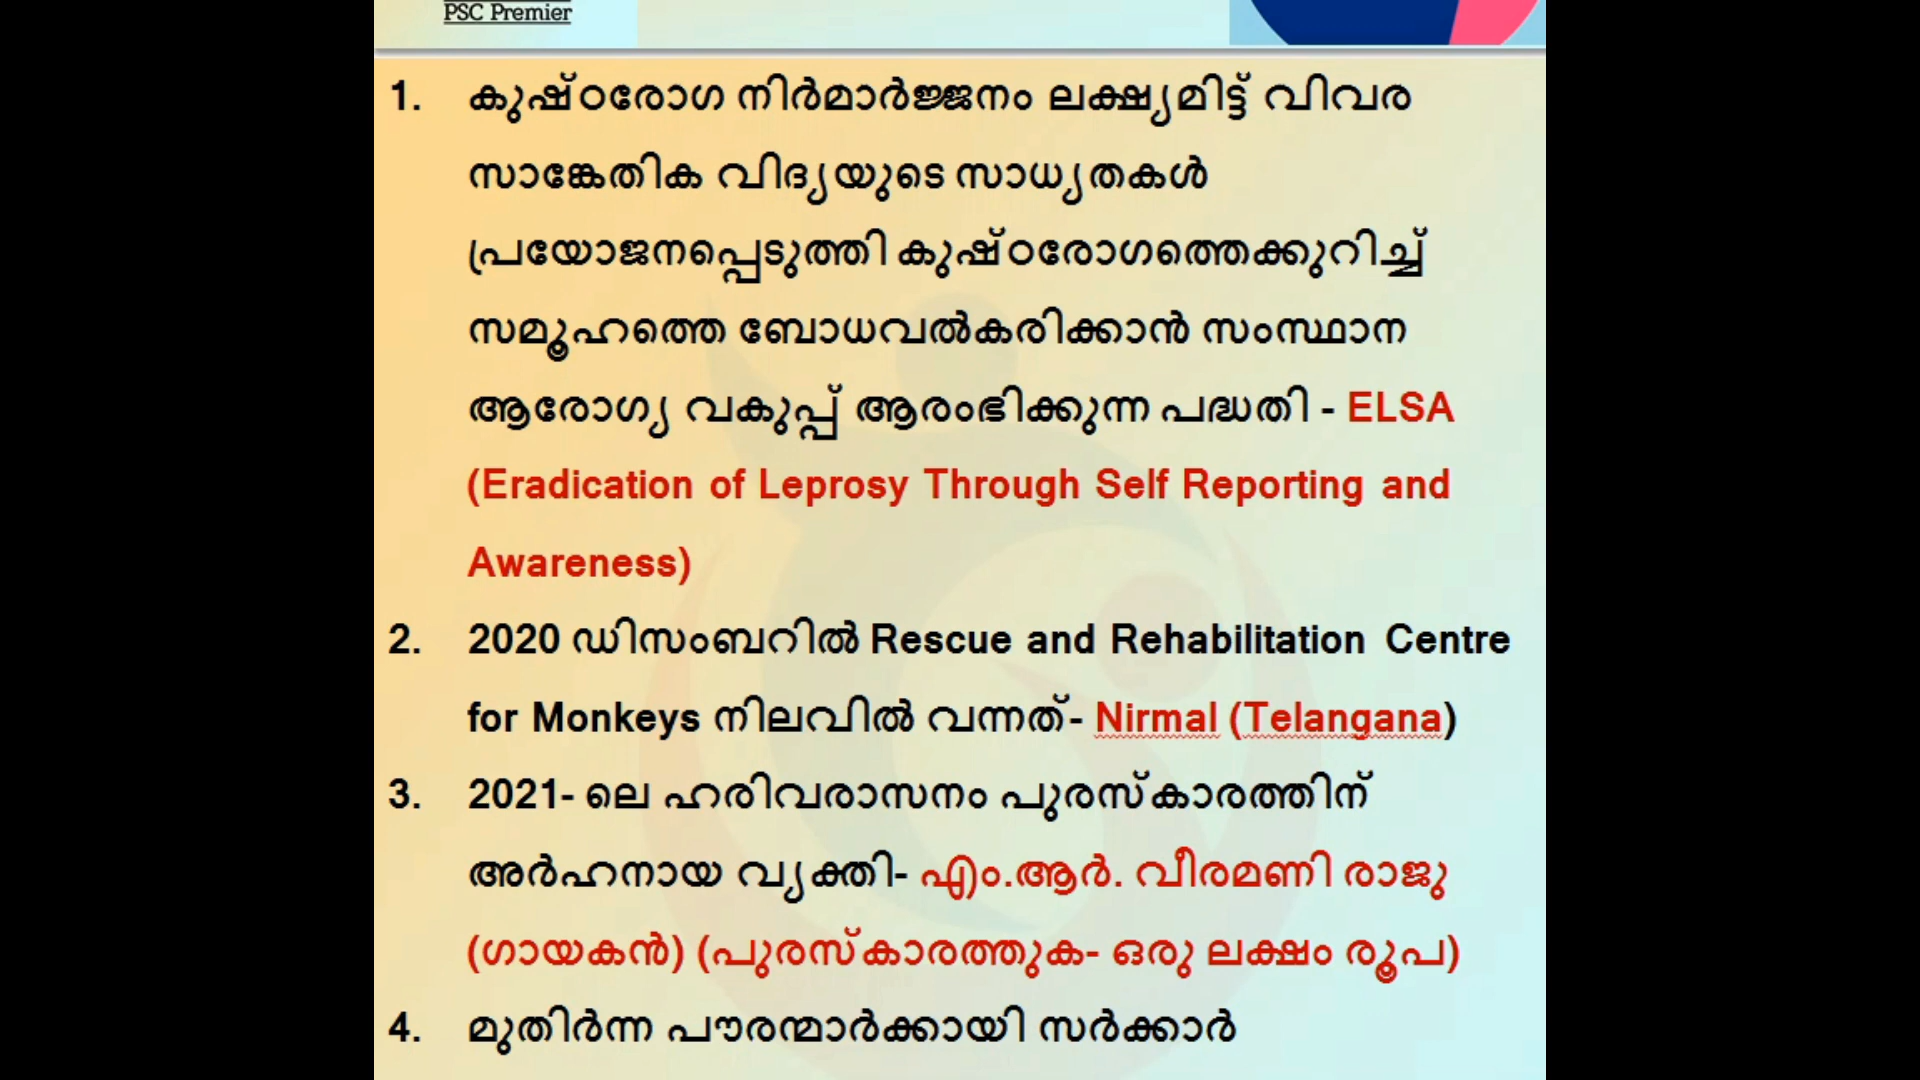 PSC Premier
1. കുഷ്ഠരോഗ നിർമാർജ്ജനം ലക്ഷ്യമിട്ട് വിവര
സാങ്കേതിക വിദ്യയുടെ സാധ്യതകൾ
പ്രയോജനപ്പെടുത്തി കുഷ്ഠരോഗത്തെക്കുറിച്ച്
സമൂഹത്തെ ബോധവൽകരിക്കാൻ സംസ്ഥാന
ആരോഗ്യ വകുപ്പ് ആരംഭിക്കുന്ന പദ്ധതി - ELSA
(Eradication of Leprosy Through Self Reporting and
Awareness)
2. 2020 ഡിസംബറിൽ Rescue and Rehabilitation Centre
for Monkeys നിലവിൽ വന്നത്- Nirmal (Telangana)
3. 2021- ലെ ഹരിവരാസനം പുരസ്കാരത്തിന്
അർഹനായ വ്യക്തി- എം.ആർ. വീരമണി രാജു
(ഗായകൻ) (പുരസ്കാരത്തുക- ഒരു ലക്ഷം രൂപ)
4. മുതിർന്ന പൗരന്മാർക്കായി സർക്കാർ